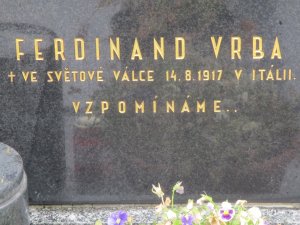 FERDINAND VRBA
† VE SVĚTOVÉ VÁLCE 14.8.1917 V ITÁLII.
VZPOMÍNÁME..